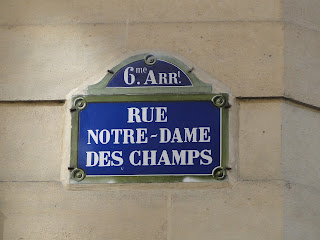 6me. ARRt
RUE
NOTRE-DAME
DES CHAMPS